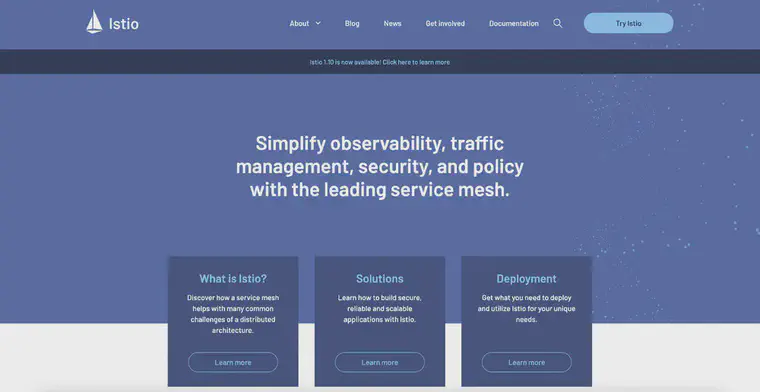 Istio
About
Blog
News
Get involved
Documentation
Try Istio
Istio 1.10 is now available! Click here to learn more
Simplify observability, traffic
management, security, and policy
with the leading service mesh.
What is Istio?
Discover how a service mesh
helps with many common
challenges of a distributed
architecture.
Learn more
Solutions
Learn how to build secure,
reliable and scalable
applications with Istio.
Learn more
Deployment
Get what you need to deploy
and utilize Istio for your unique
needs.
Learn more